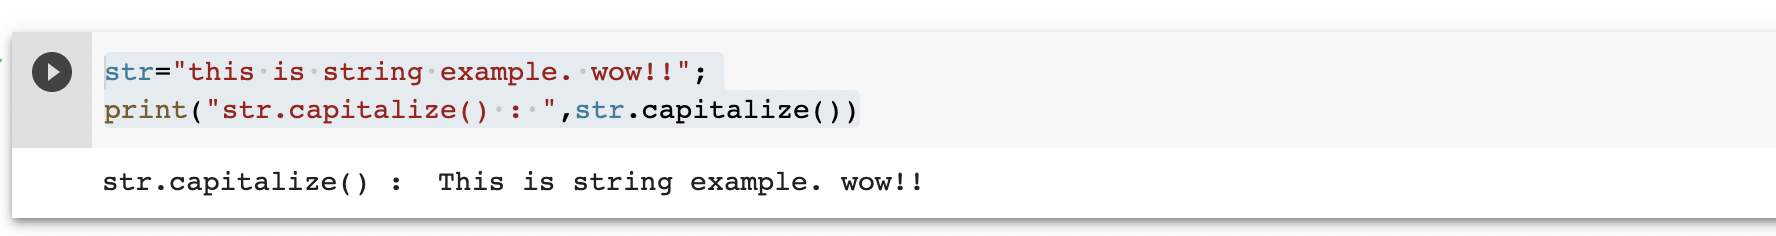 str="this is string example. wow!!";
print("str.capitalize() : ",str.capitalize())
str.capitalize() :  This is string example. wow!!